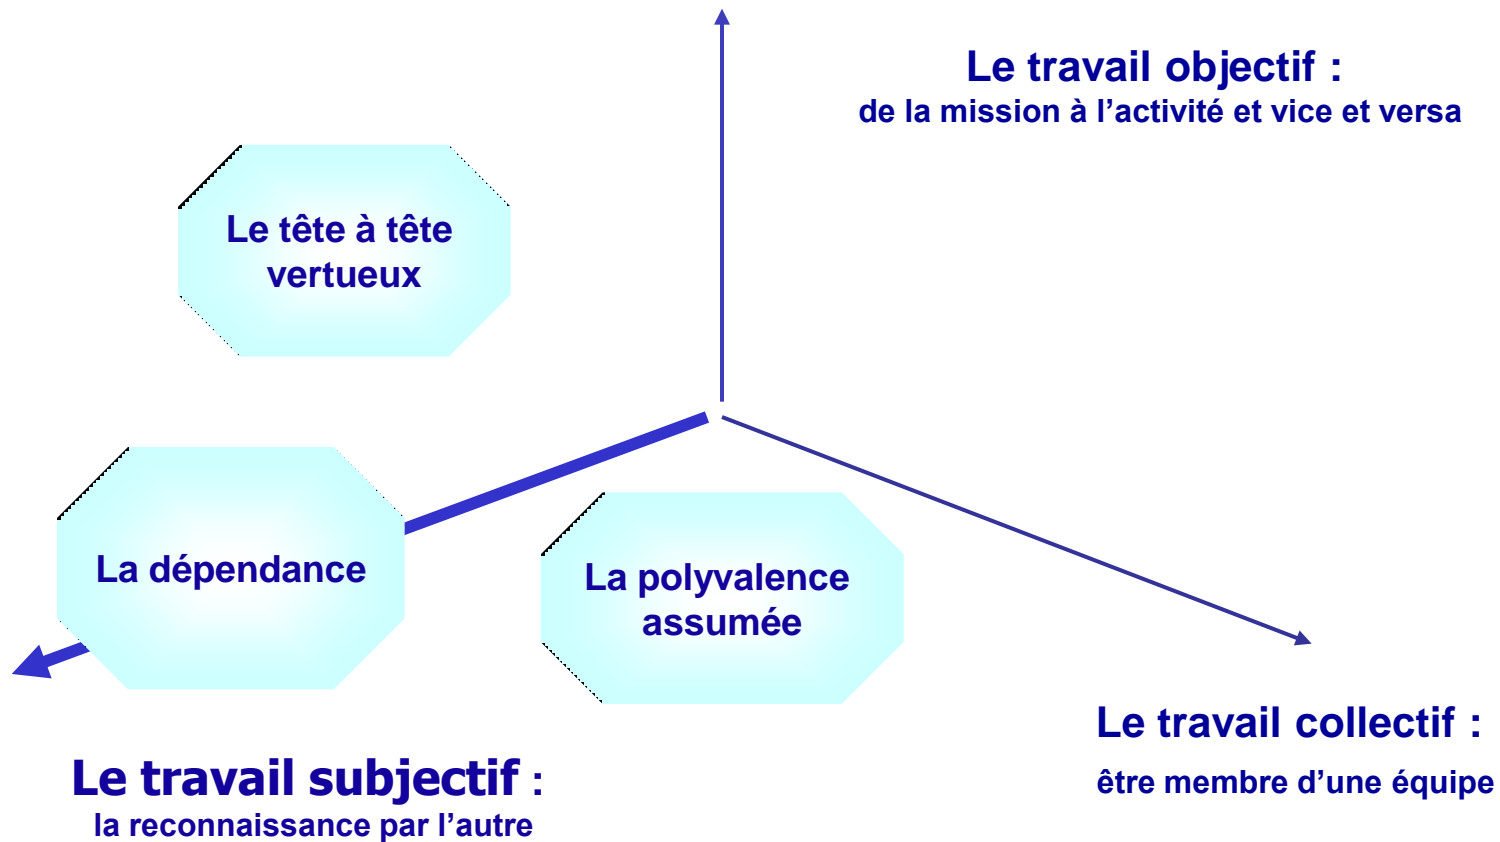 Le travail objectif :
de la mission à l’activité et vice et versa
Le tête à tête
vertueux
La dépendance
La polyvalence
assumée
Le travail collectif :
être membre d’une équipe
Le travail subjectif :
la reconnaissance par l’autre